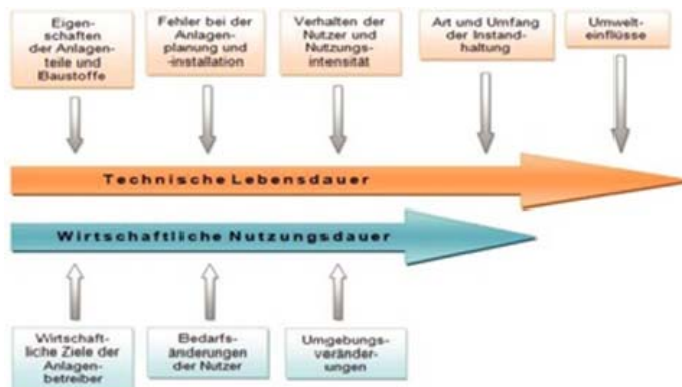 Eigen-
schaften
der Anlagen-
teile und
Baustoffe
Fehler bei der
Anlagen-
planung und
-installation
Verhalten der
Nutzer und
Nutzungs-
intensität
Art und Umfang
der Instand-
haltung
Umwelt-
einflüsse
Technische Lebensdauer
Wirtschaftliche Nutzungsdauer
Wirtschaft-
liche Ziele der
Anlagen-
betreiber
Bedarfs-
änderungen
der Nutzer
Umgebungs-
veränder-
ungen